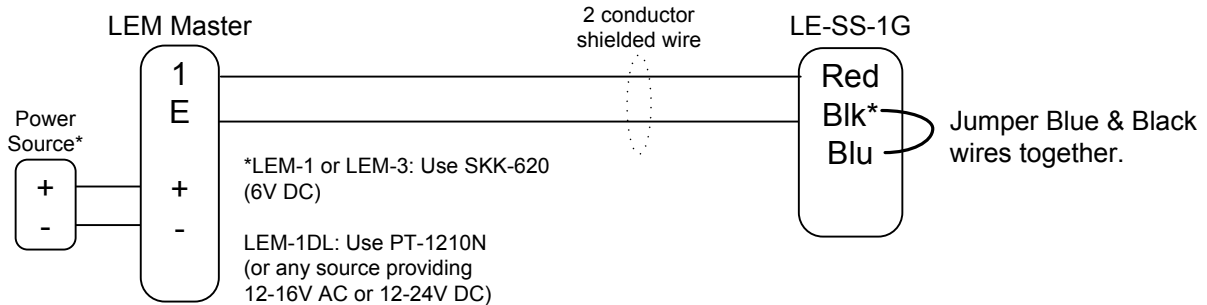 2 conductor
shielded wire
LEM Master
LE-SS-1G
1
E
+
-
Power
Source*
+
-
*LEM-1 or LEM-3: Use SKK-620
(6V DC)
LEM-1DL: Use PT-1210N
(or any source providing
12-16V AC or 12-24V DC)
Red
Blk*
Blu
Jumper Blue & Black
wires together.